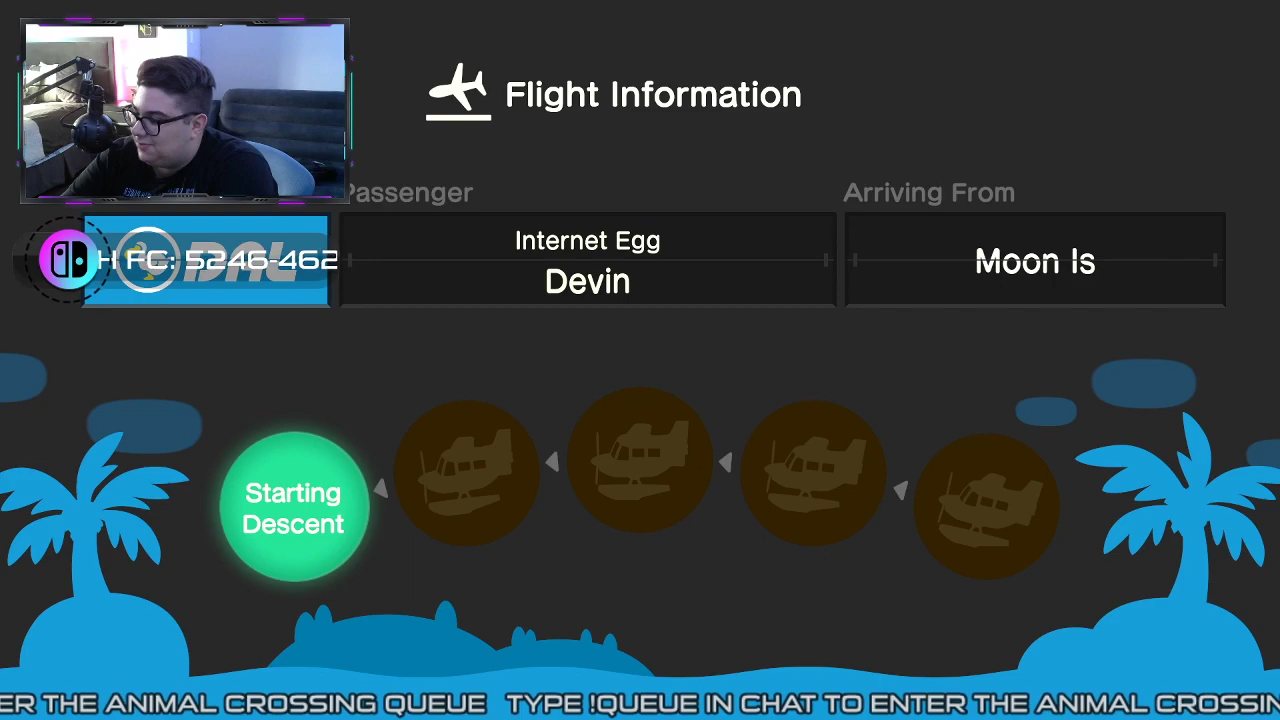 Flight Information
Passenger
Arriving From
H FC: 5246-462
DAL
Internet Egg
Devin
Moon Is
Starting
Descent
ER THE ANIMAL CROSSING QUEUE TYPE !QUEUE IN CHAT TO ENTER THE ANIMAL CROSSIN